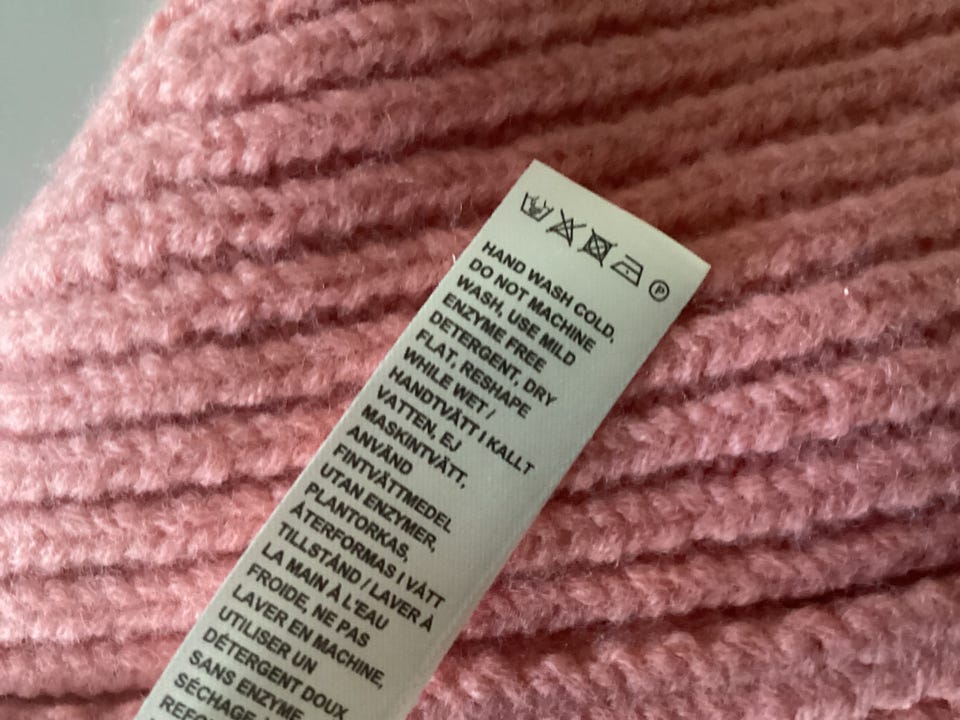 P
HAND WASH COLD,
DO NOT MACHINE
WASH, USE MILD
ENZYME FREE
DETERGENT, DRY
FLAT, RESHAPE
WHILE WET /
HANDTVÄTT I KALLT
VATTEN, EJ
MASKINTVÄTT,
ANVÄND
FINTVÄTTMEDEL
UTAN ENZYMER,
PLANTORKAS,
ÅTERFORMAS I VÅTT
TILLSTÅND / LAVER À
LA MAIN À L'EAU
FROIDE, NE PAS
LAVER EN MACHINE,
UTILISER UN
DÉTERGENT DOUX
SANS ENZYME,